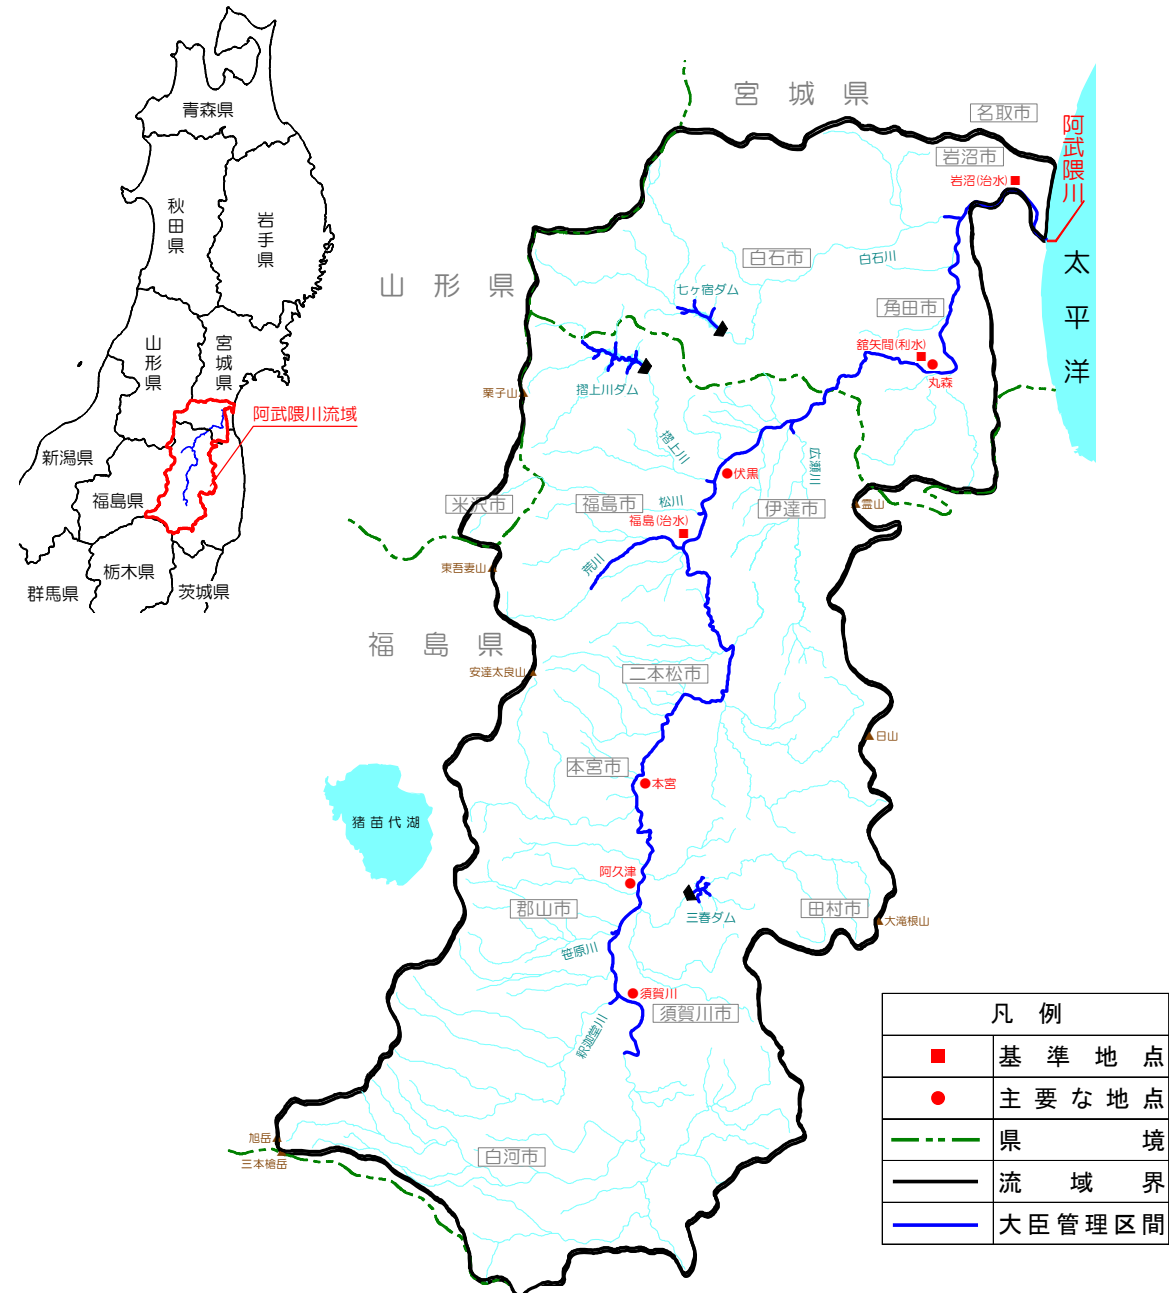 青森県
秋田県
岩手県
山形県
宮城県
阿武隈川流域
新潟県
福島県
栃木県
群馬県
茨城県
宮城県
名取市
阿武隈川
岩沼市
岩沼(治水)
白石市
白石川
太平洋
山形県
七ヶ宿ダム
角田市
舘矢間(利水)
丸森
摺上川ダム
栗子山
摺上川
広瀬川
伏黒
米沢市
福島市
松川
伊達市
霊山
福島(治水)
東吾妻山
荒川
福島県
安達太良山
二本松市
日山
本宮市
本宮
猪苗代湖
阿久津
郡山市
三春ダム
田村市
大滝根山
笹原川
須賀川
須賀川市
釈迦堂川
旭岳
三本槍岳
白河市
凡例
基準地点
主要な地点
県境
流域界
大臣管理区間